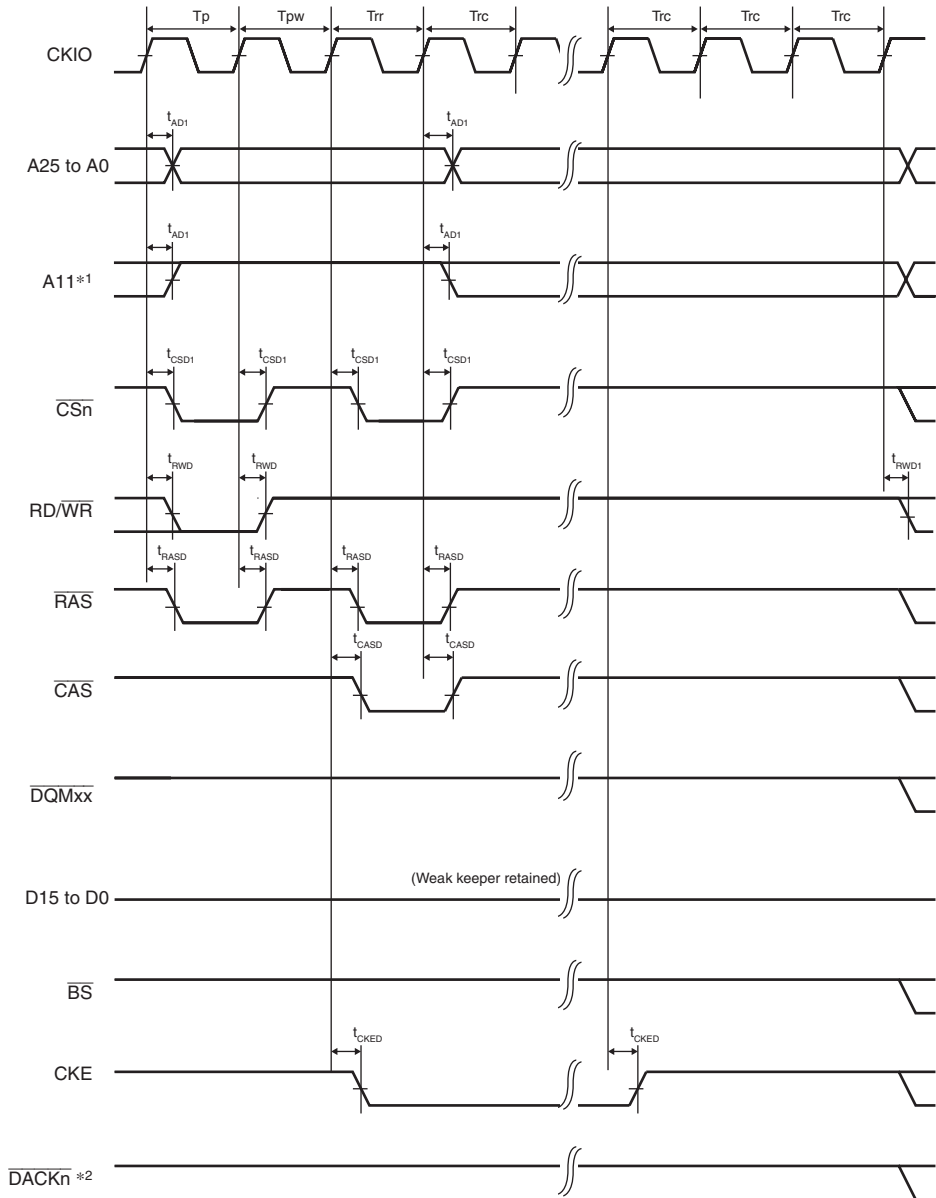 Tp Tpw Trr Trc Trc Trc Trc
CKIO
tAD1 tAD1
A25 to A0
tAD1 tAD1
A11*1
tCSD1 tCSD1 tCSD1 tCSD1
CSn
tRWD tRWD tRWD1
RD/WR
tRASD tRASD tRASD tRASD
RAS
tCASD tCASD
CAS
DQMxx
(Weak keeper retained)
D15 to D0
BS
tCKED tCKED
CKE
DACKn *2